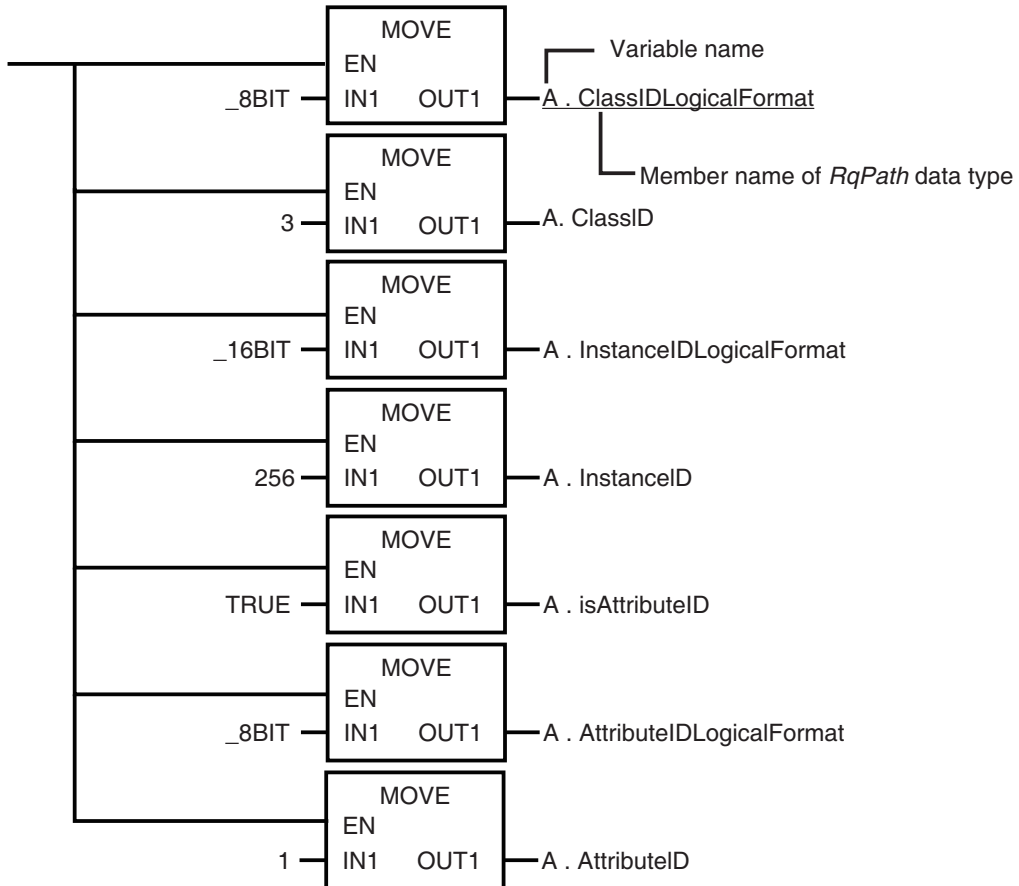 MOVE
EN
_8BIT IN1 OUT1 A . ClassIDLogicalFormat
Variable name
Member name of RqPath data type
MOVE
EN
3 IN1 OUT1 A. ClassID
MOVE
EN
_16BIT IN1 OUT1 A . InstanceIDLogicalFormat
MOVE
EN
256 IN1 OUT1 A . InstanceID
MOVE
EN
TRUE IN1 OUT1 A . isAttributeID
MOVE
EN
_8BIT IN1 OUT1 A . AttributeIDLogicalFormat
MOVE
EN
1 IN1 OUT1 A . AttributeID